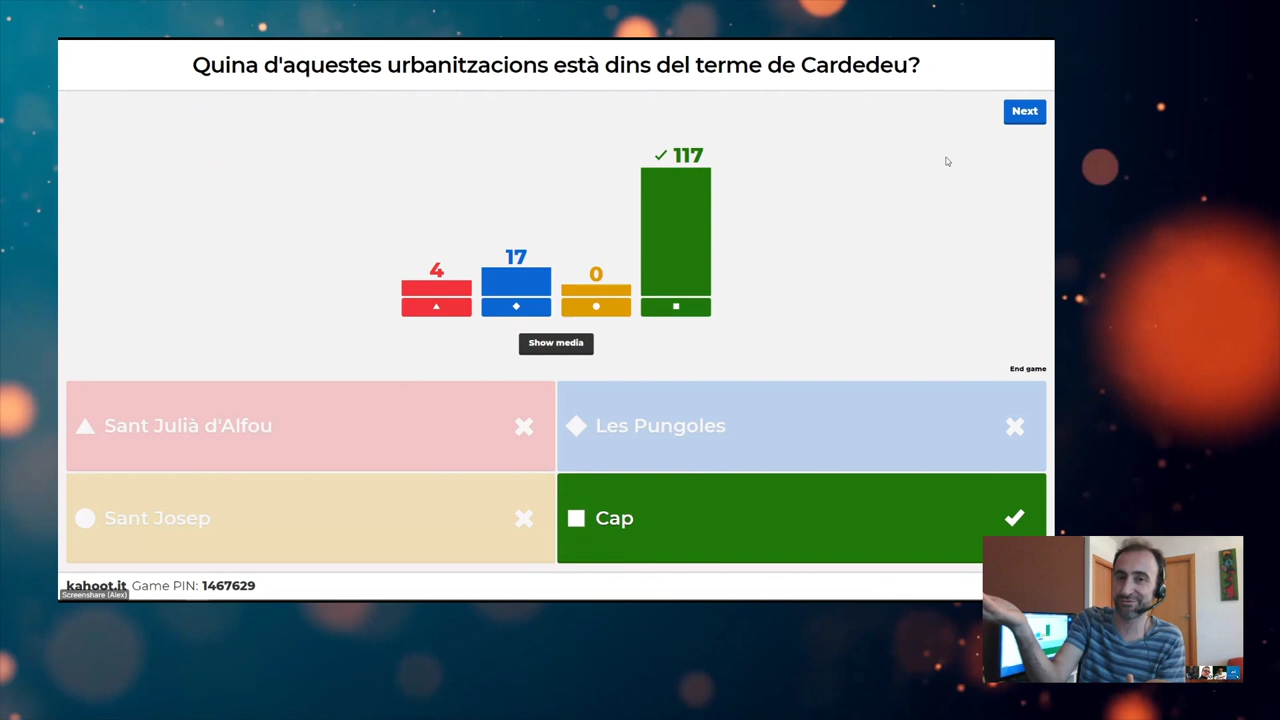 Quina d'aquestes urbanitzacions està dins del terme de Cardedeu?
Next
117
4
17
0
Show media
End game
Sant Julià d'Alfou
Les Pungoles
Sant Josep
Cap
kahoot.it Game PIN: 1467629
Screenshare (Alex)